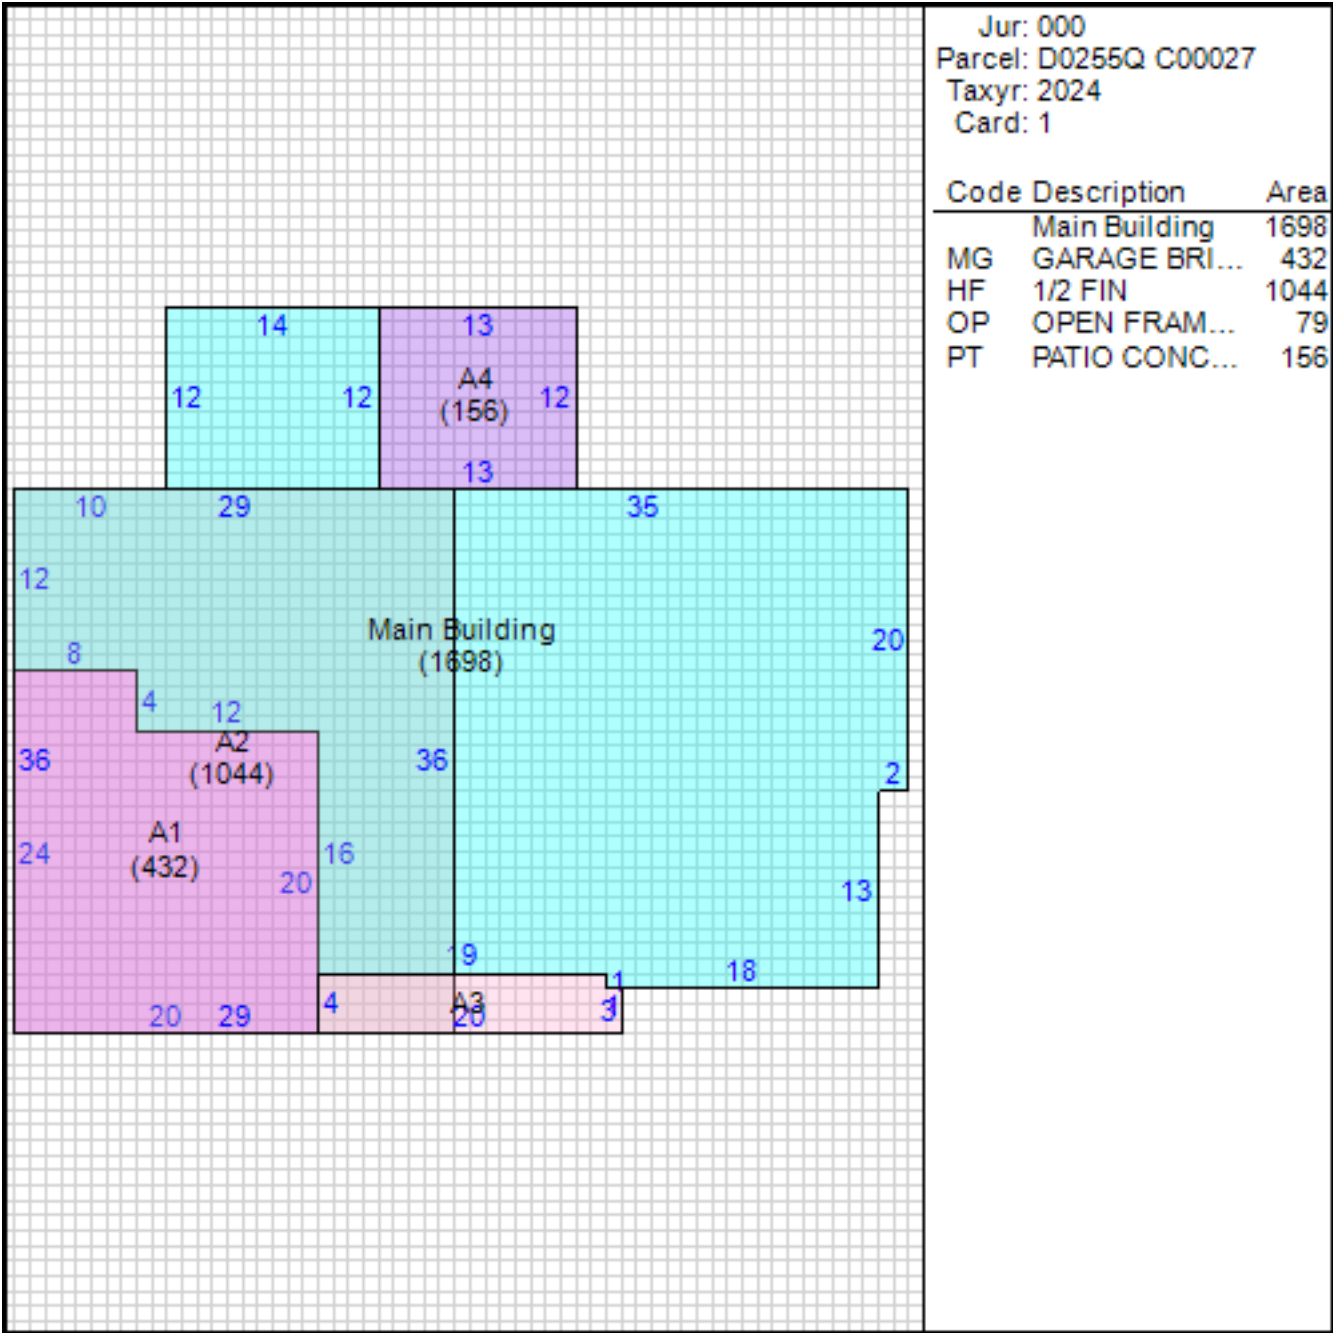 Jur: 000
Parcel: D0255Q C00027
Taxyr: 2024
Card: 1
Code Description Area
Main Building 1698
MG GARAGE BRI... 432
HF 1/2 FIN 1044
OP OPEN FRAM... 79
PT PATIO CONC... 156
14
13
12
12
A4
(156)
12
13
10
29
35
12
Main Building
(1698)
20
8
4
12
36
A2
(1044)
36
2
A1
(432)
24
16
20
13
19
1
18
4
A3
3
1
20
29
20